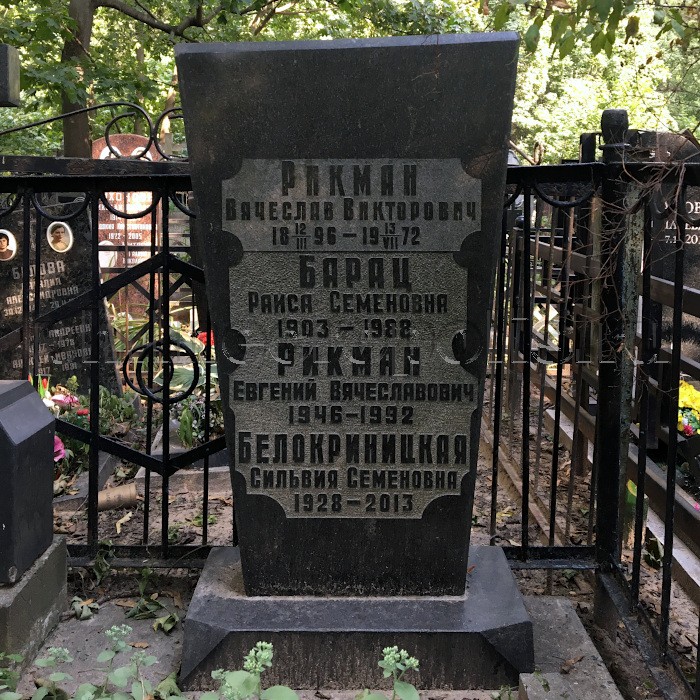 РИКМАН
ВЯЧЕСЛАВ ВИКТОРОВИЧ
18 12/III 96 – 19 13/VII 72
БАРАЦ
РАИСА СЕМЕНОВНА
1903 – 1988
РИКМАН
ЕВГЕНИЙ ВЯЧЕСЛАВОВИЧ
1946 – 1992
БЕЛОКРИНИЦКАЯ
СИЛЬВИЯ СЕМЕНОВНА
1928 – 2013